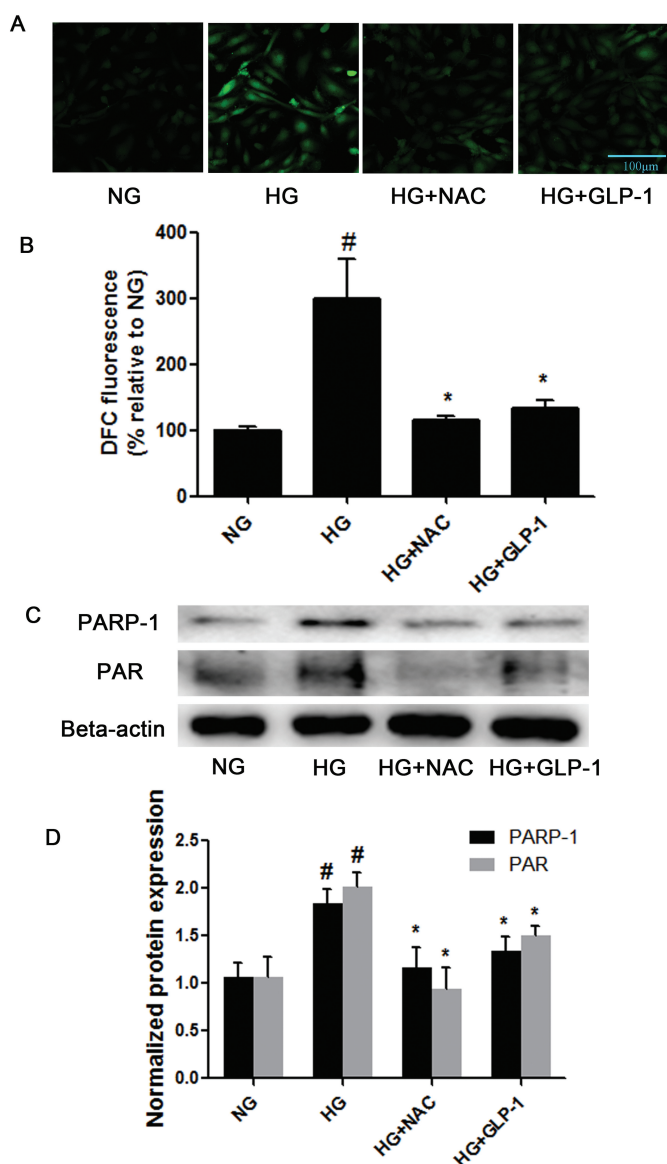 A
100μm
NG HG HG+NAC HG+GLP-1
B
DFC fluorescence
(% relative to NG)
400
300
200
100
0
#
*
*
NG HG HG+NAC HG+GLP-1
C
PARP-1
PAR
Beta-actin
NG HG HG+NAC HG+GLP-1
D
Normalized protein expression
2.5
2.0
1.5
1.0
0.5
0.0
PARP-1
PAR
# #
* *
* *
NG HG HG+NAC HG+GLP-1